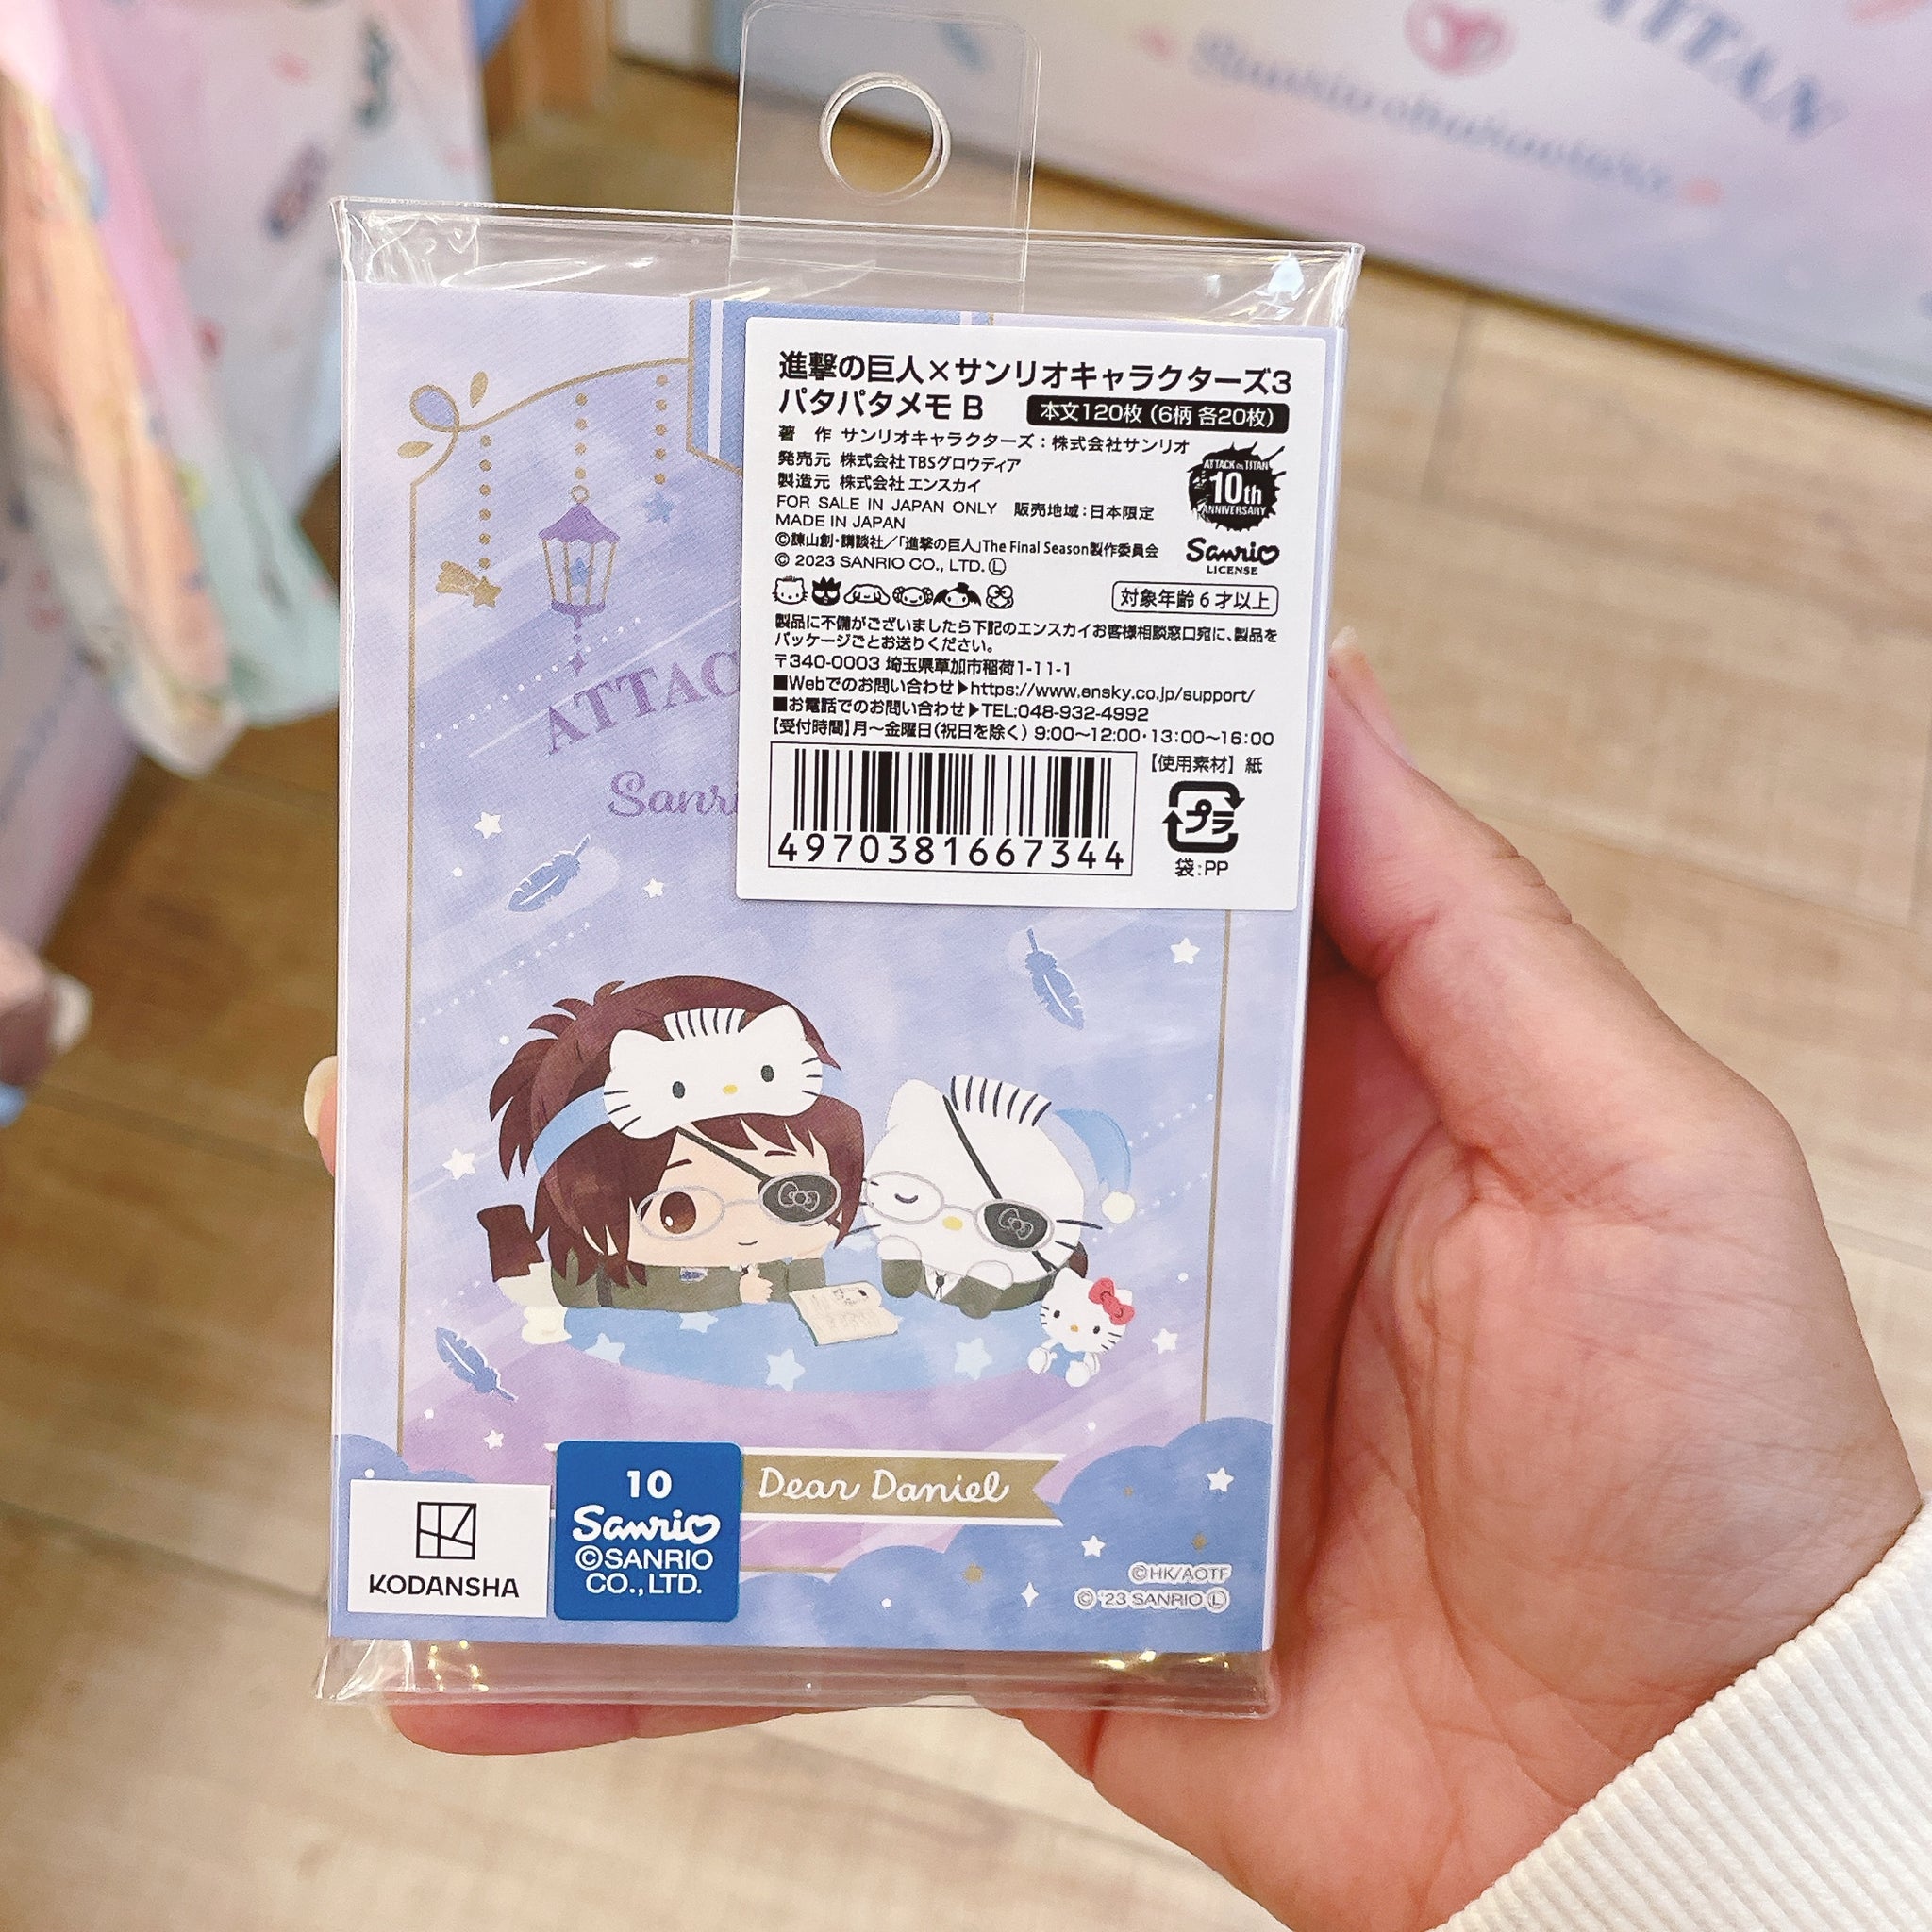 TITAN
進撃の巨人×サンリオキャラクターズ3
パタパタメモ B 本文120枚 (6柄 各20枚)
著 作 サンリオキャラクターズ:株式会社サンリオ
発売元 株式会社TBSグロウディア
製造元 株式会社 エンスカイ
FOR SALE IN JAPAN ONLY 販売地域:日本限定
MADE IN JAPAN
©諫山創・講談社/「進撃の巨人」The Final Season製作委員会
© 2023 SANRIO CO., LTD. Ⓛ
ATTACK on TITAN
10th
ANNIVERSARY
Sanrio
LICENSE
対象年齢6才以上
製品に不備がございましたら下記のエンスカイお客様相談窓口宛に、製品を
パッケージごとお送りください。
〒340-0003 埼玉県草加市稲荷1-11-1
■Webでのお問い合わせ▶https://www.ensky.co.jp/support/
■お電話でのお問い合わせ▶TEL:048-932-4992
【受付時間】月〜金曜日(祝日を除く) 9:00〜12:00・13:00〜16:00
【使用素材】紙
4970381667344
プラ
袋:PP
ATTAC
Sanri
Dear Daniel
10
Sanrio
©SANRIO
CO.,LTD.
KODANSHA
©HK/AOTF
© '23 SANRIO Ⓛ